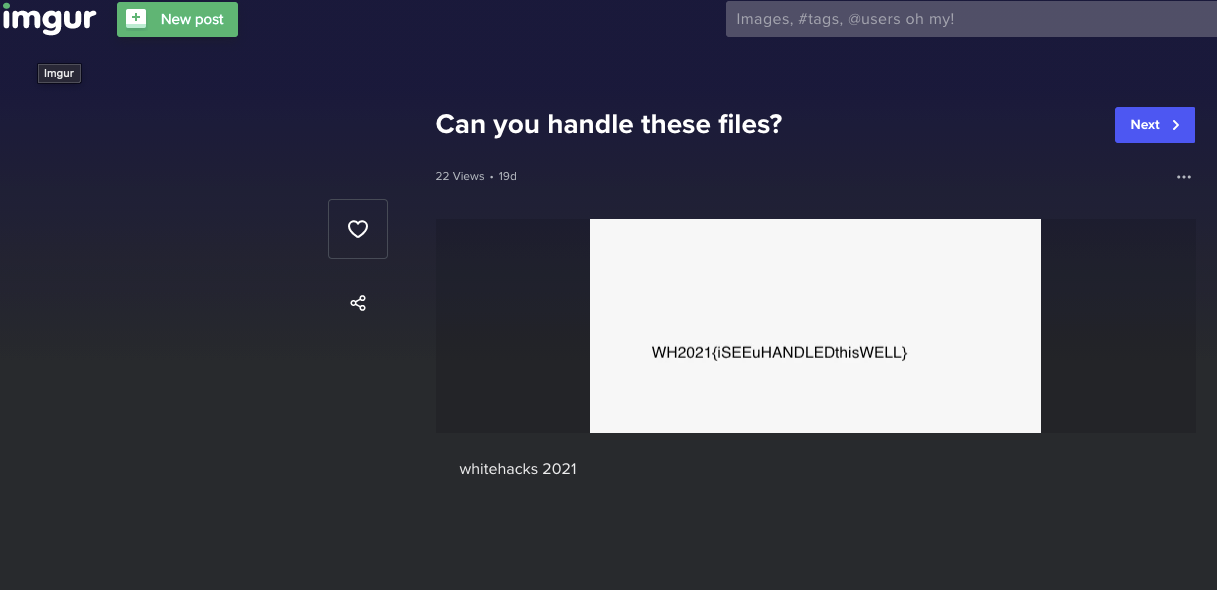 imgur
New post
Images, #tags, @users oh my!
Imgur
Can you handle these files?
Next
22 Views • 19d
WH2021{iSEEuHANDLEDthisWELL}
whitehacks 2021